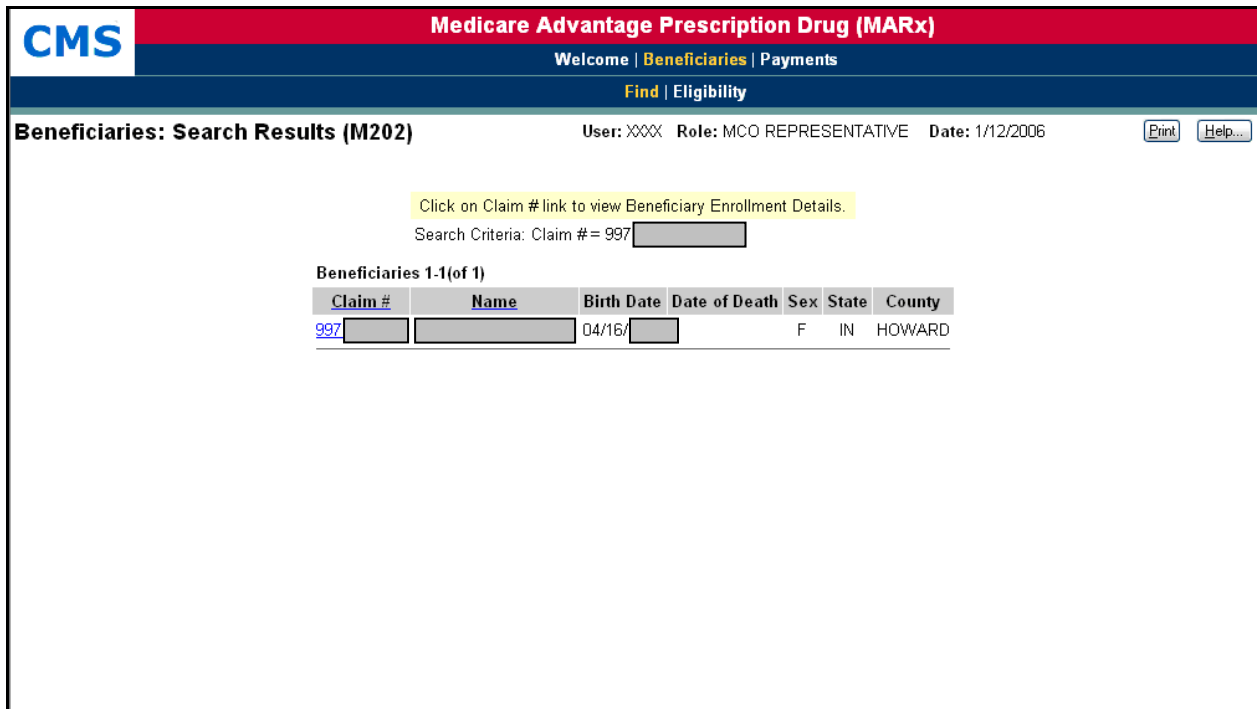 CMS
Medicare Advantage Prescription Drug (MARx)
Welcome | Beneficiaries | Payments
Find | Eligibility
Beneficiaries: Search Results (M202) User: XXXX Role: MCO REPRESENTATIVE Date: 1/12/2006 Print Help...
Click on Claim # link to view Beneficiary Enrollment Details.
Search Criteria: Claim # = 997
Beneficiaries 1-1(of 1)
Claim # Name Birth Date Date of Death Sex State County
997 04/16/ F IN HOWARD